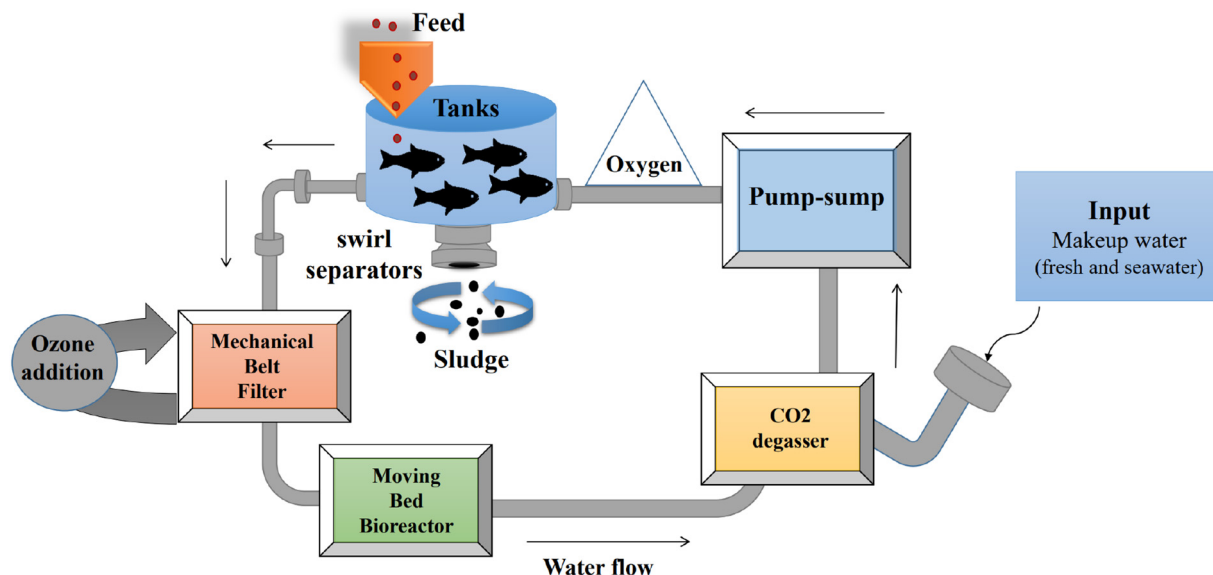 Feed
Tanks
Oxygen
Pump-sump
Input
Makeup water
(fresh and seawater)
swirl
separators
Sludge
Ozone
addition
Mechanical
Belt
Filter
CO2
degasser
Moving
Bed
Bioreactor
Water flow